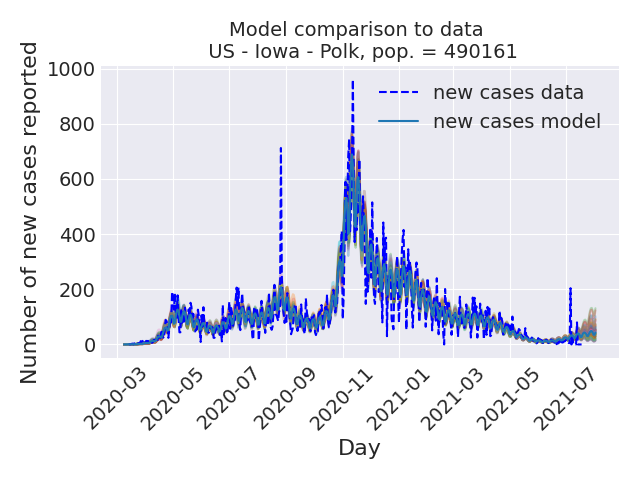 Model comparison to data
US - Iowa - Polk, pop. = 490161
Number of new cases reported
1000
800
600
400
200
0
new cases data
new cases model
2020-03
2020-05
2020-07
2020-09
2020-11
2021-01
2021-03
2021-05
2021-07
Day